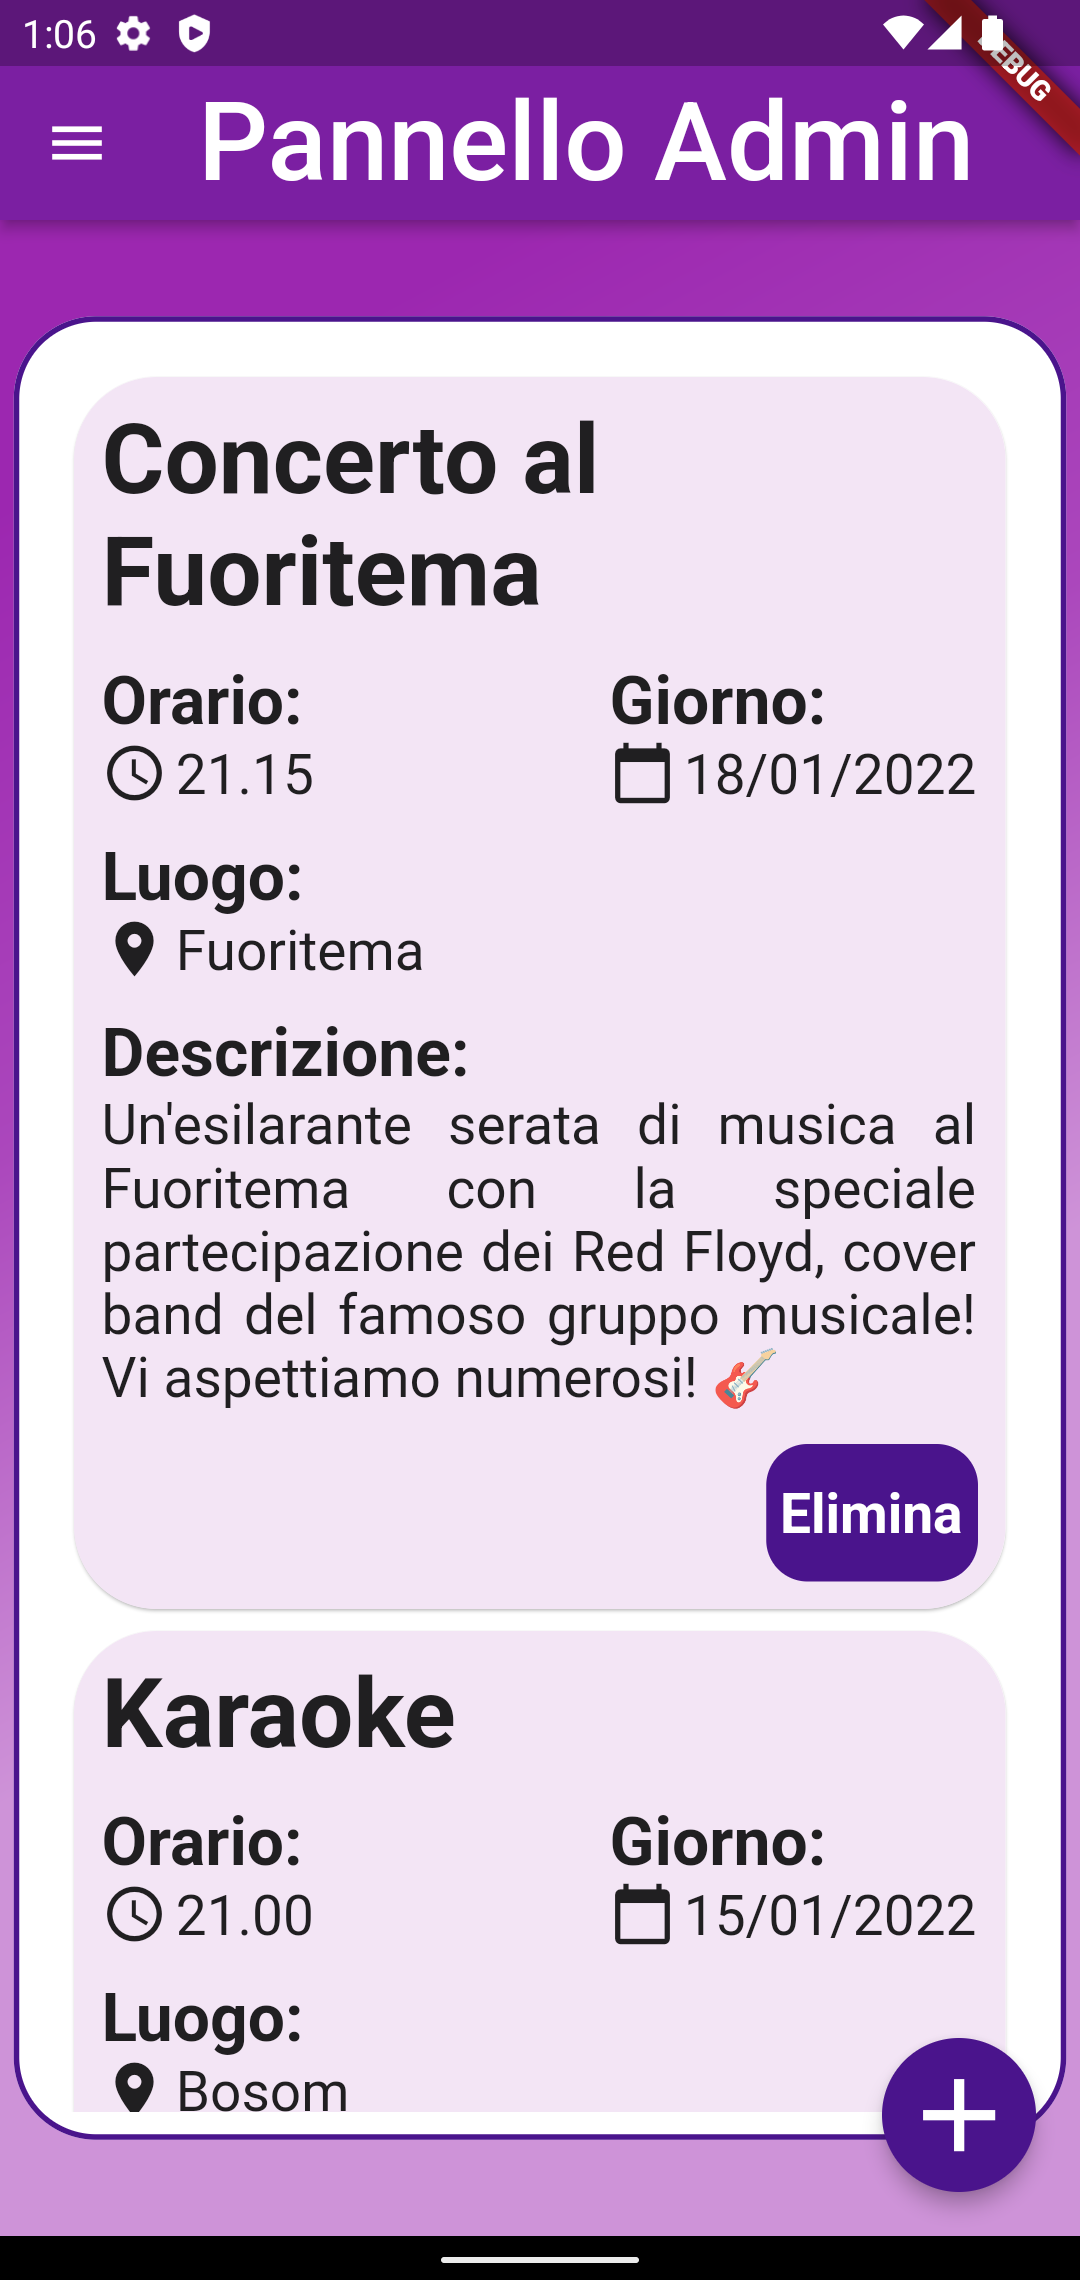 1:06
DEBUG
Pannello Admin
Concerto al
Fuoritema
Orario:
Giorno:
21.15
18/01/2022
Luogo:
Fuoritema
Descrizione:
Un'esilarante serata di musica al
Fuoritema con la speciale
partecipazione dei Red Floyd, cover
band del famoso gruppo musicale!
Vi aspettiamo numerosi! 🎸
Elimina
Karaoke
Orario:
Giorno:
21.00
15/01/2022
Luogo:
Bosom